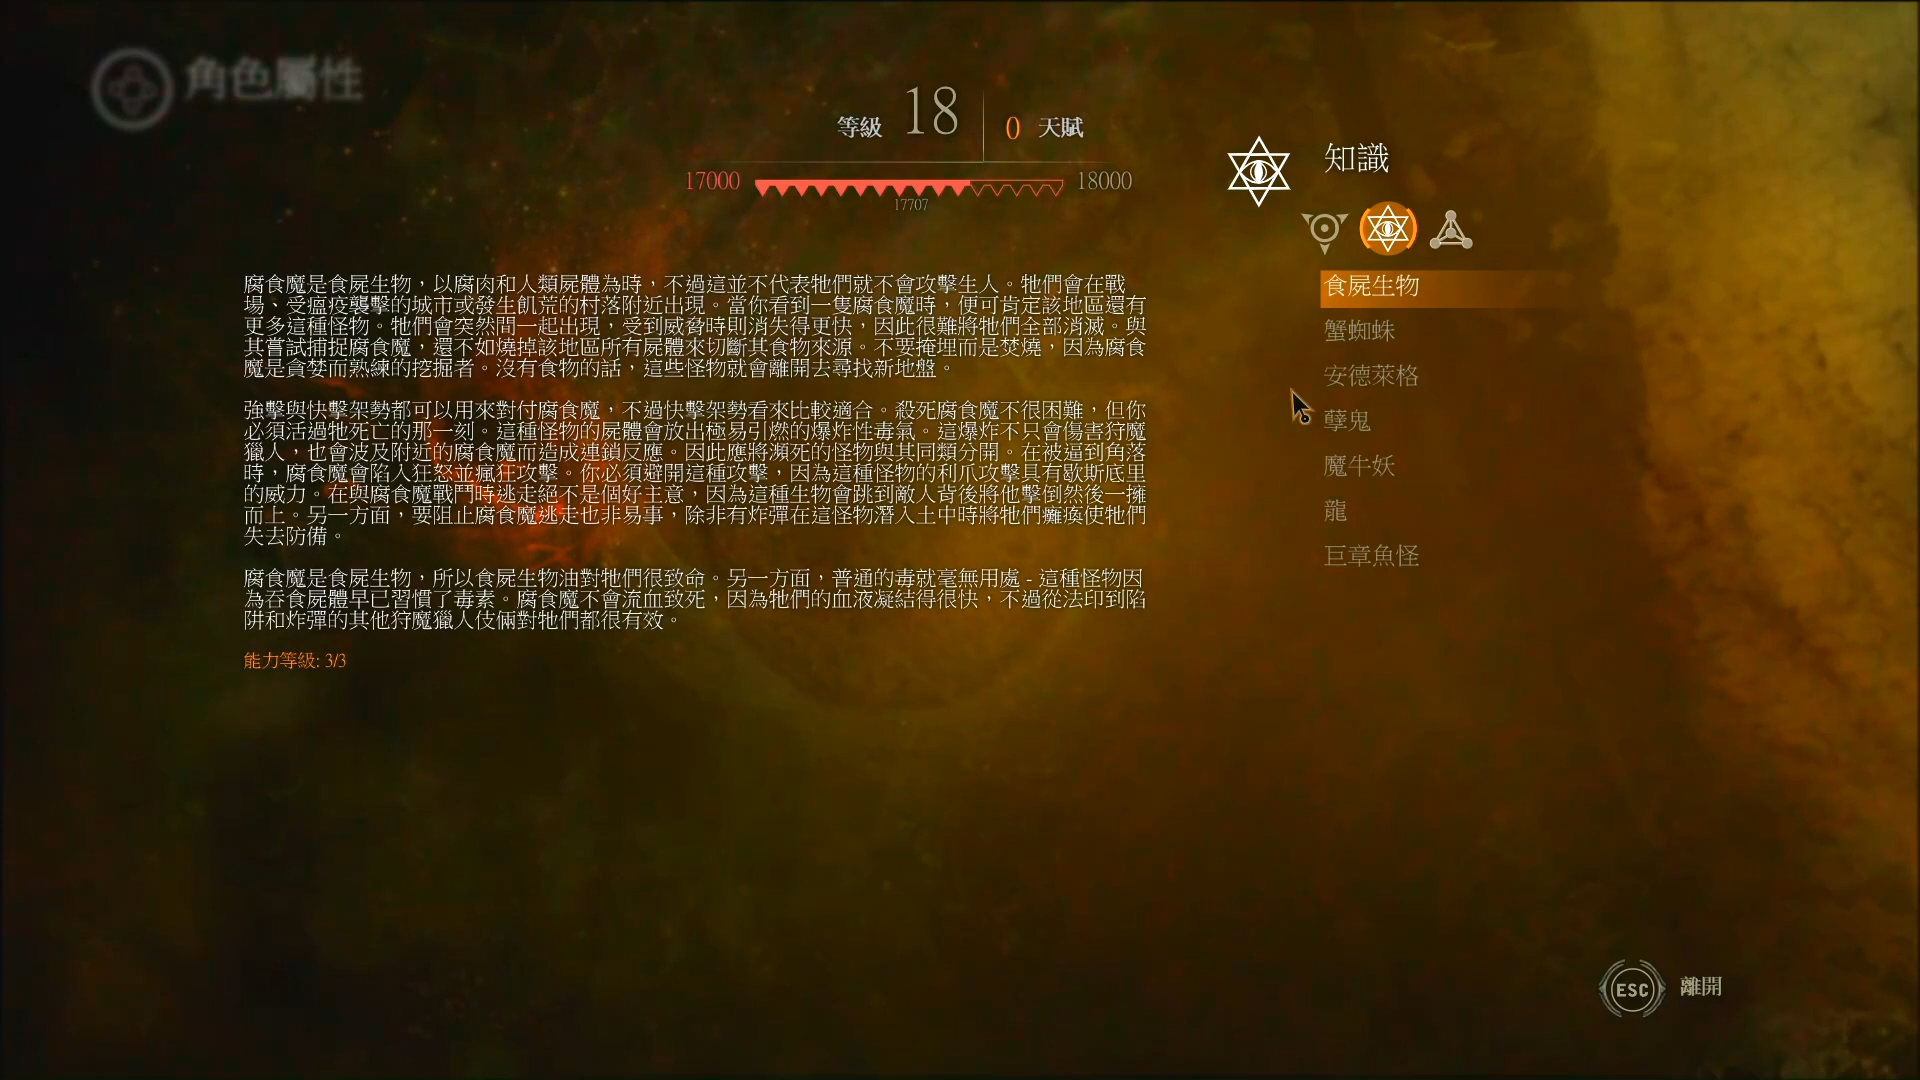 角色屬性
等級 18 0 天賦
17000 18000
17707
知識
腐食魔是食屍生物，以腐肉和人類屍體為時，不過這並不代表牠們就不會攻擊生人。牠們會在戰
場、受瘟疫襲擊的城市或發生飢荒的村落附近出現。當你看到一隻腐食魔時，便可肯定該地區還有
更多這種怪物。牠們會突然間一起出現，受到威脅時則消失得更快，因此很難將牠們全部消滅。與
其嘗試捕捉腐食魔，還不如燒掉該地區所有屍體來切斷其食物來源。不要掩埋而是焚燒，因為腐食
魔是貪婪而熟練的挖掘者。沒有食物的話，這些怪物就會離開去尋找新地盤。
強擊與快擊架勢都可以用來對付腐食魔，不過快擊架勢看來比較適合。殺死腐食魔不很困難，但你
必須活過牠死亡的那一刻。這種怪物的屍體會放出極易引燃的爆炸性毒氣。這爆炸不只會傷害狩魔
獵人，也會波及附近的腐食魔而造成連鎖反應。因此應將瀕死的怪物與其同類分開。在被逼到角落
時，腐食魔會陷入狂怒並瘋狂攻擊。你必須避開這種攻擊，因為這種怪物的利爪攻擊具有歇斯底里
的威力。在與腐食魔戰鬥時逃走絕不是個好主意，因為這種生物會跳到敵人背後將他擊倒然後一擁
而上。另一方面，要阻止腐食魔逃走也非易事，除非有炸彈在這怪物潛入土中時將牠們癱瘓使牠們
失去防備。
腐食魔是食屍生物，所以食屍生物油對牠們很致命。另一方面，普通的毒就毫無用處 - 這種怪物因
為吞食屍體早已習慣了毒素。腐食魔不會流血致死，因為牠們的血液凝結得很快，不過從法印到陷
阱和炸彈的其他狩魔獵人伎倆對牠們都很有效。
能力等級: 3/3
食屍生物
蟹蜘蛛
安德萊格
孽鬼
魔牛妖
龍
巨章魚怪
ESC 離開